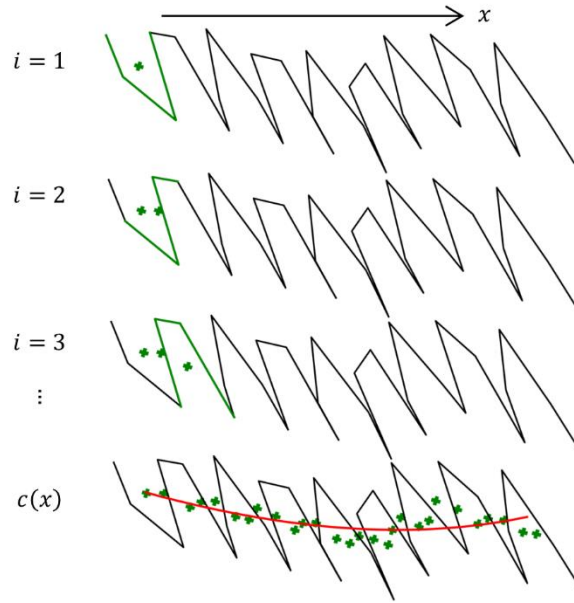 x
i = 1
i = 2
i = 3
⋮
c(x)